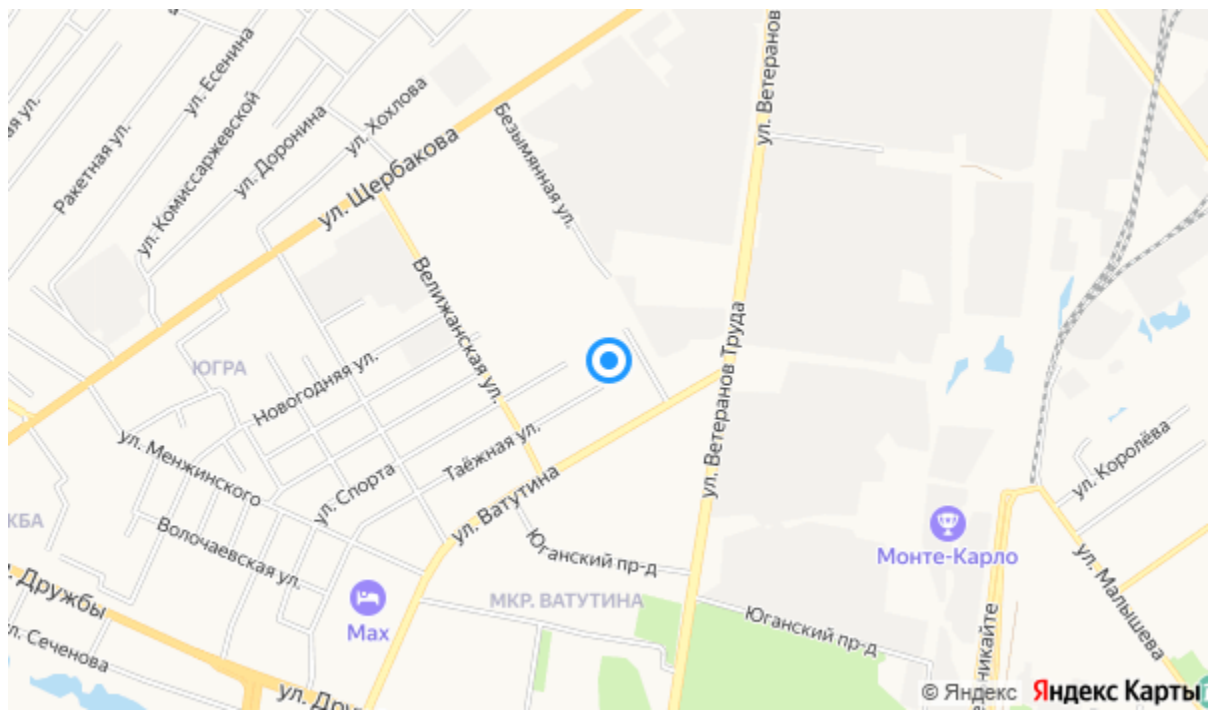 ул. Есенина
ул. Ветеранов
Ракетная ул.
ул. Комиссаржевской
ул. Доронина
ул. Хохлова
ул. Щербакова
Безымянная ул.
Велижанская ул.
ЮГРА
Новогодняя ул.
ул. Ветеранов Труда
ул. Менжинского
ул. Спорта
Таёжная ул.
ул. Ватутина
ул. Королёва
Волочаевская ул.
Юганский пр-д
Монте-Карло
ул. Малышева
Дружбы
МКР. ВАТУТИНА
Max
Юганский пр-д
Сеченова
ул.
© Яндекс Яндекс Карты